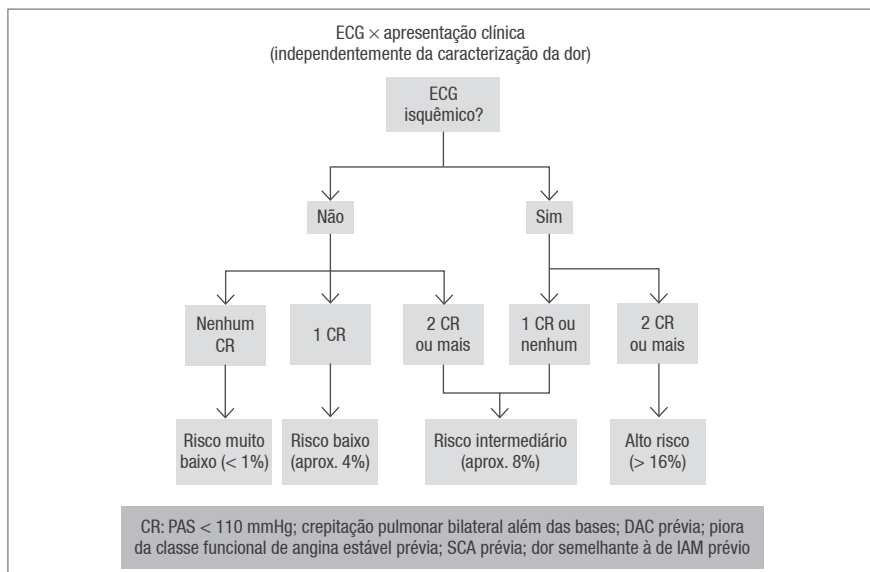 ECG × apresentação clínica
(independentemente da caracterização da dor)
ECG
isquêmico?
Não
Sim
Nenhum
CR
1 CR
2 CR
ou mais
1 CR ou
nenhum
2 CR
ou mais
Risco muito
baixo (< 1%)
Risco baixo
(aprox. 4%)
Risco intermediário
(aprox. 8%)
Alto risco
(> 16%)
CR: PAS < 110 mmHg; crepitação pulmonar bilateral além das bases; DAC prévia; piora
da classe funcional de angina estável prévia; SCA prévia; dor semelhante à de IAM prévio